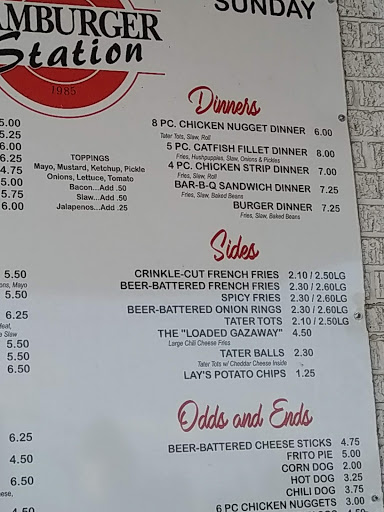 SUNDAY
AMBURGER
Station
1985
5.00
5.25
6.00
6.25
4.75
5.00
5.75
6.00
TOPPINGS
Mayo, Mustard, Ketchup, Pickle
Onions, Lettuce, Tomato
Bacon...Add .50
Slaw...Add .50
Jalapenos...Add .25
5.50
ons, Mayo
5.50
6.25
& Slaw
5.50
5.50
6.50
6.25
4.50
6.50
4.50
Dinners
8 PC. CHICKEN NUGGET DINNER 6.00
Tater Tots, Slaw, Roll
5 PC. CATFISH FILLET DINNER 8.00
Fries, Hushpuppies, Slaw, Onions & Pickles
4 PC. CHICKEN STRIP DINNER 7.00
Fries, Slaw, Roll
BAR-B-Q SANDWICH DINNER 7.25
Fries, Slaw, Baked Beans
BURGER DINNER 7.25
Fries, Slaw, Baked Beans
Sides
CRINKLE-CUT FRENCH FRIES 2.10 / 2.50LG
BEER-BATTERED FRENCH FRIES 2.30 / 2.60LG
SPICY FRIES 2.30 / 2.60LG
BEER-BATTERED ONION RINGS 2.30 / 2.60LG
TATER TOTS 2.10 / 2.50LG
THE "LOADED GAZAWAY" 4.50
Large Chili Cheese Fries
TATER BALLS 2.30
Tater Tots w/ Cheddar Cheese Inside
LAY'S POTATO CHIPS 1.25
Odds and Ends
BEER-BATTERED CHEESE STICKS 4.75
FRITO PIE 5.00
CORN DOG 2.00
HOT DOG 3.25
CHILI DOG 3.75
6 PC CHICKEN NUGGETS 3.00